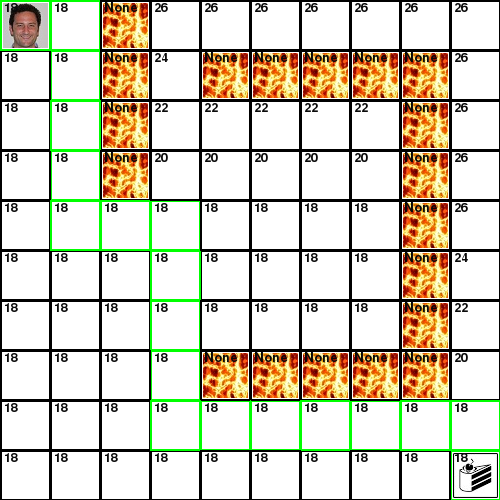 18 18 None 26 26 26 26 26 26 26
18 18 None 24 None None None None None 26
18 18 None 22 22 22 22 22 None 26
18 18 None 20 20 20 20 20 None 26
18 18 18 18 18 18 18 18 None 26
18 18 18 18 18 18 18 18 None 24
18 18 18 18 18 18 18 18 None 22
18 18 18 18 None None None None None 20
18 18 18 18 18 18 18 18 18 18
18 18 18 18 18 18 18 18 18 18